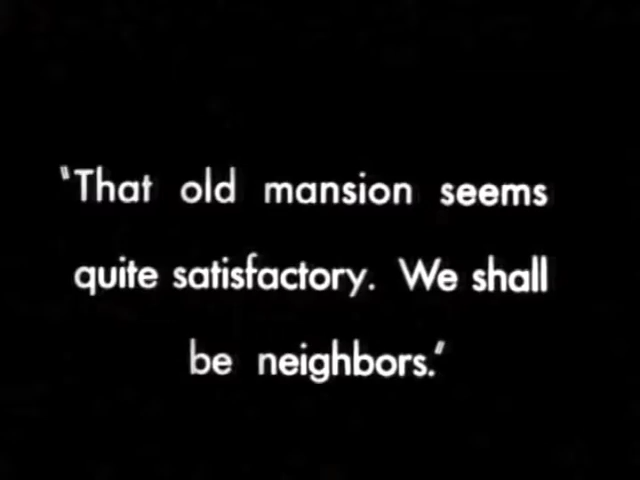 "That old mansion seems
quite satisfactory. We shall
be neighbors."